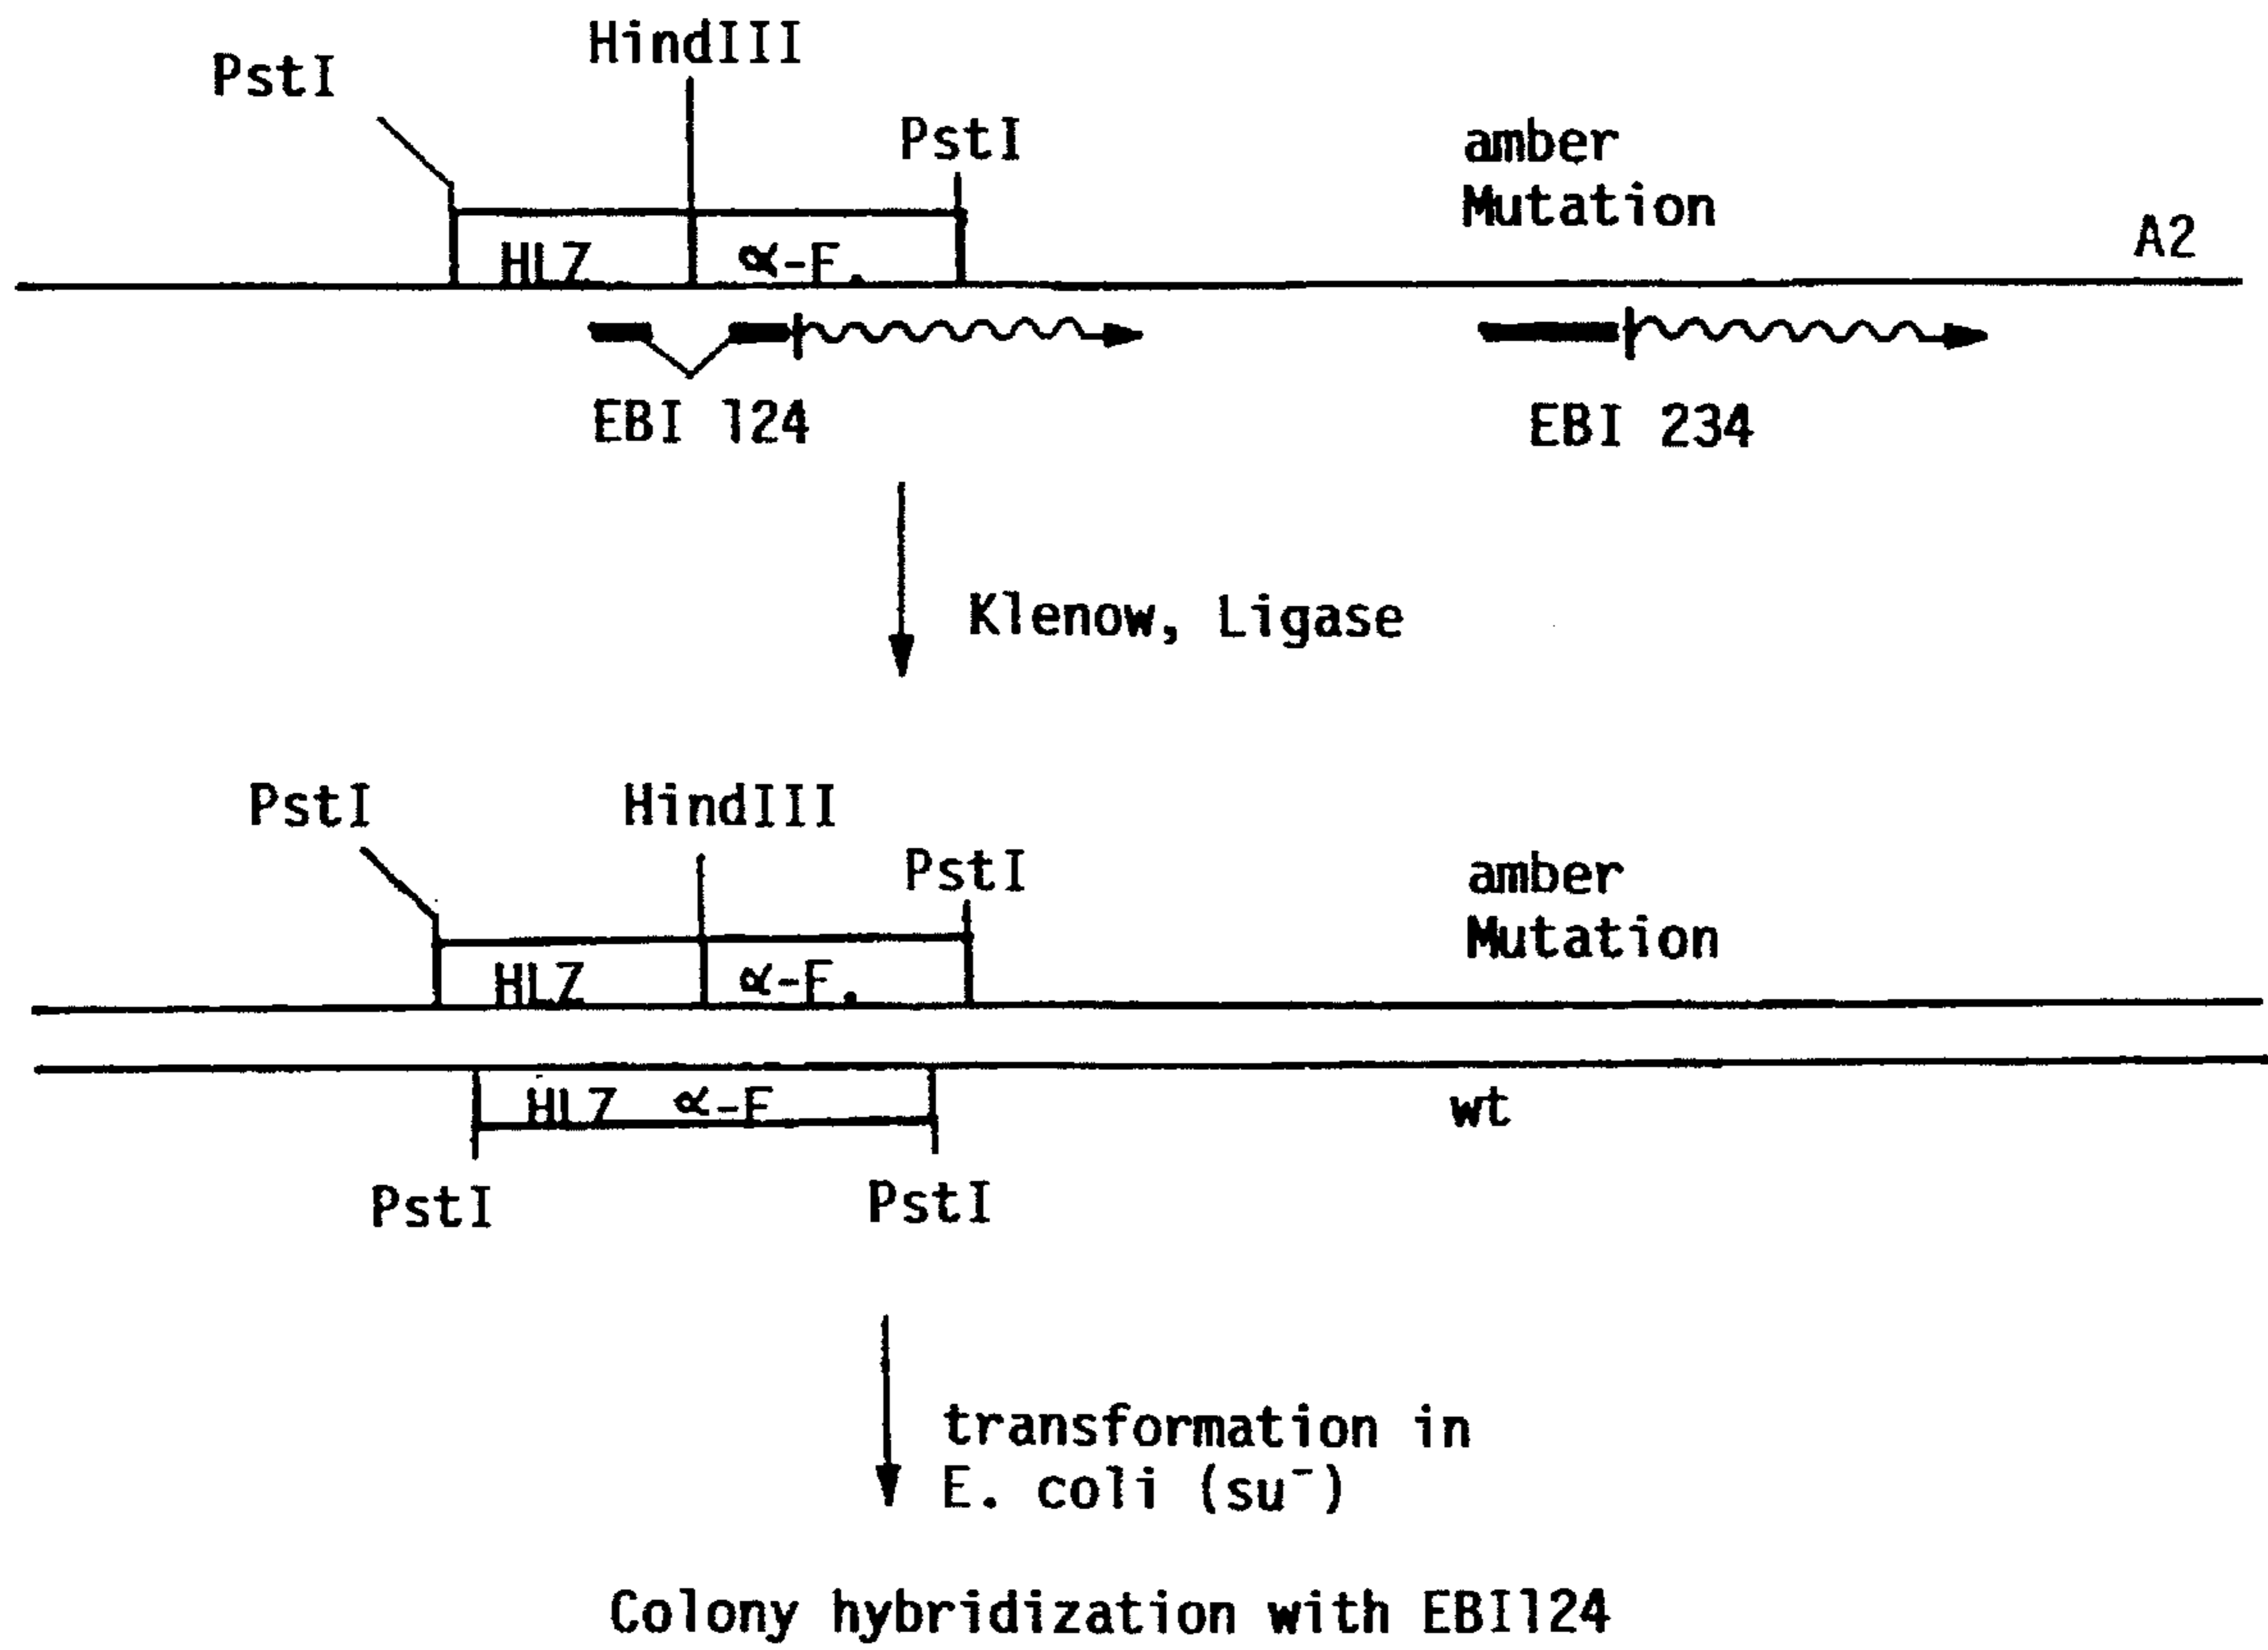 HindIII
PstI
PstI
amber
Mutation
A2
HLZ
α-F.
EBI 124
EBI 234
Klenow, Ligase
PstI
HindIII
PstI
amber
Mutation
HLZ
α-F.
HLZ α-F
wt
PstI
PstI
transformation in
E. coli (su⁻)
Colony hybridization with EBI124